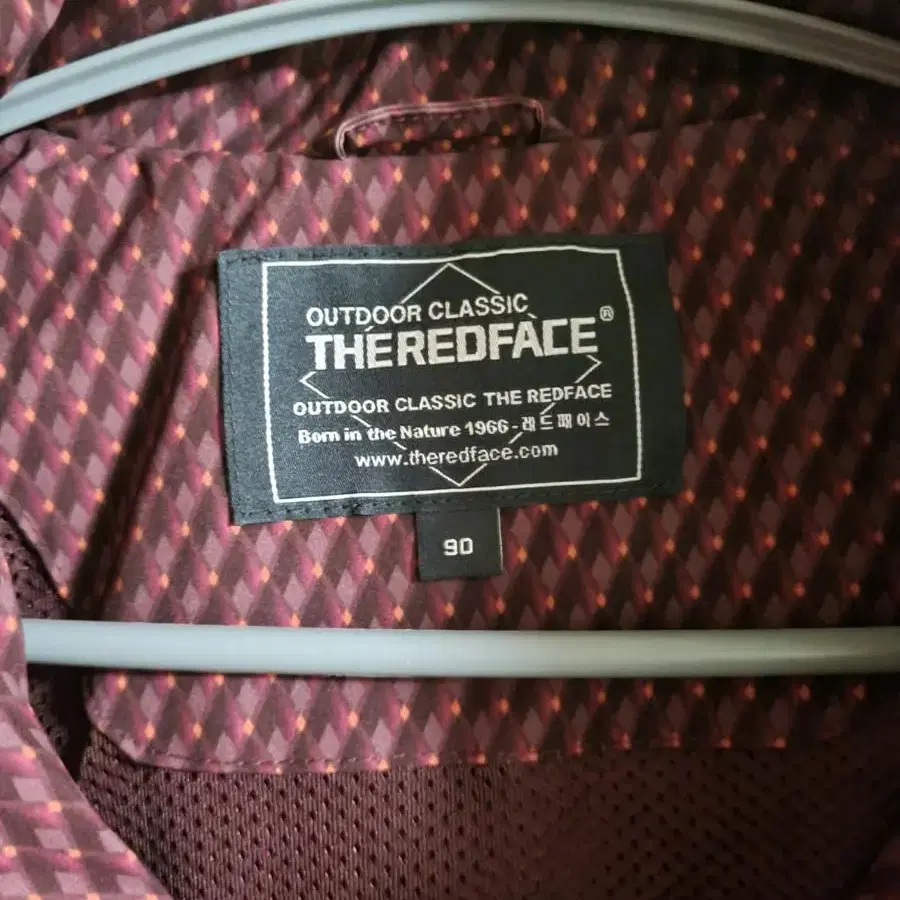 OUTDOOR CLASSIC
THEREDFACE®
OUTDOOR CLASSIC THE REDFACE
Born in the Nature 1966 - 레드페이스
www.theredface.com
90